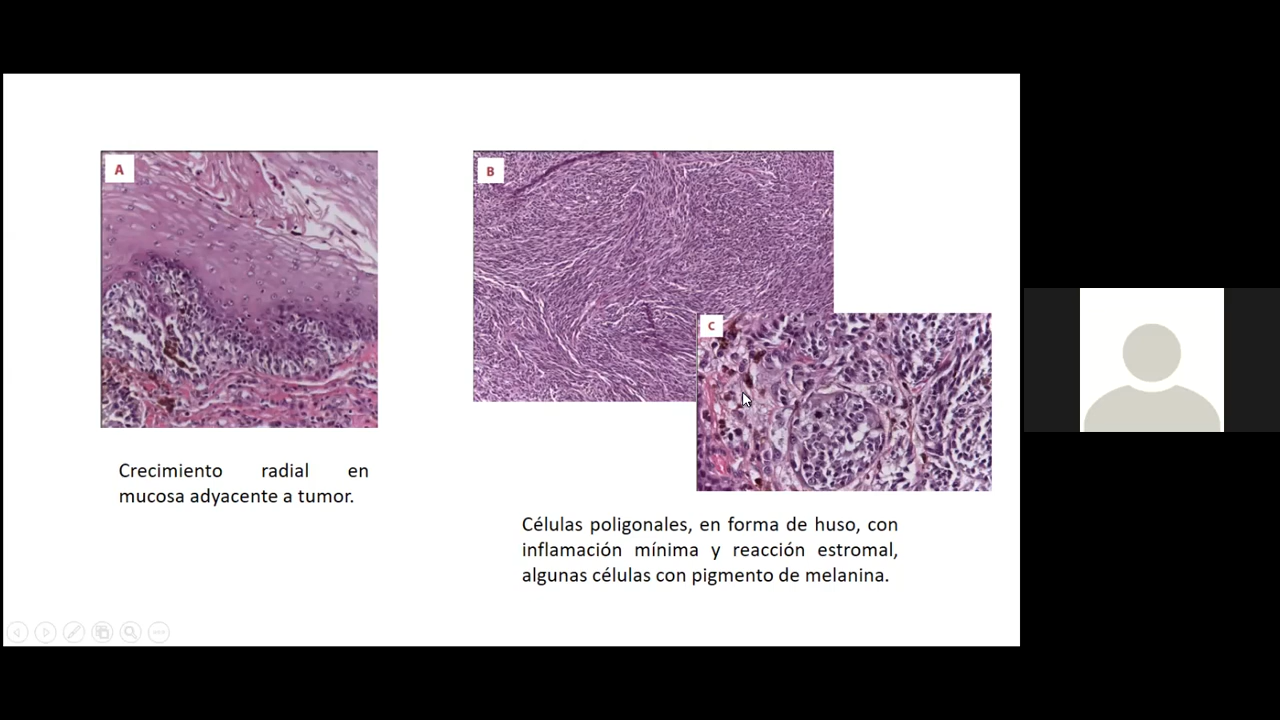 A
B
C
Crecimiento radial en
mucosa adyacente a tumor.
Células poligonales, en forma de huso, con
inflamación mínima y reacción estromal,
algunas células con pigmento de melanina.